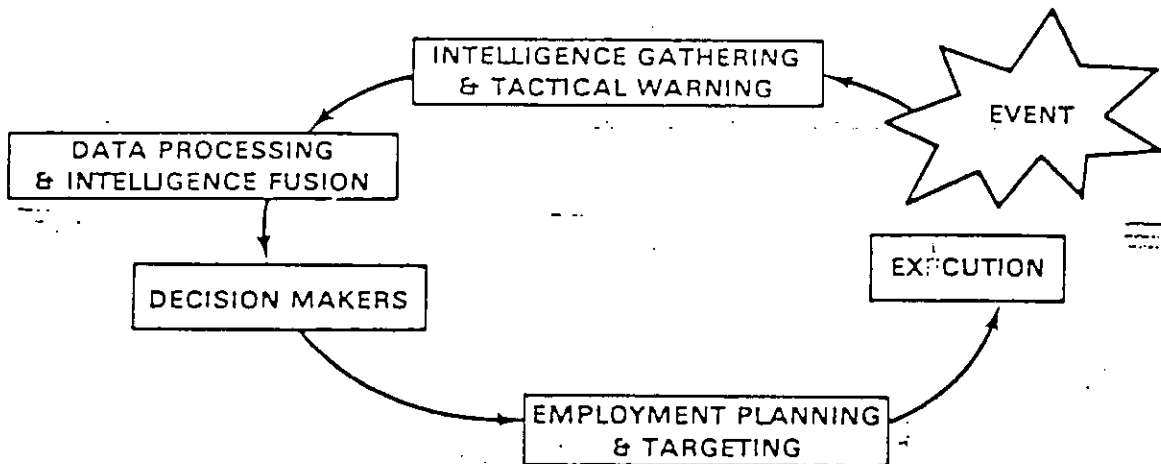 INTELLIGENCE GATHERING
& TACTICAL WARNING
EVENT
DATA PROCESSING
& INTELLIGENCE FUSION
DECISION MAKERS
EXECUTION
EMPLOYMENT PLANNING
& TARGETING